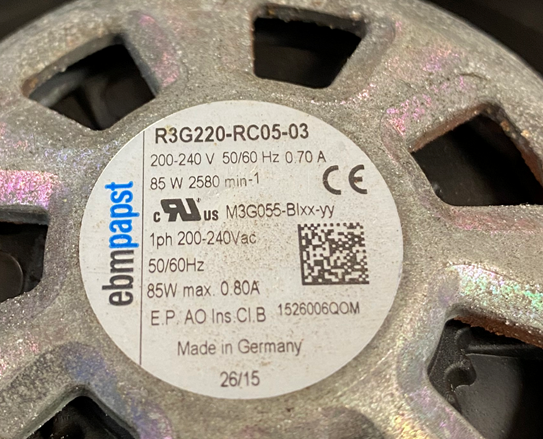 R3G220-RC05-03
200-240 V 50/60 Hz 0.70 A
85 W 2580 min-1
CE
c RU us M3G055-BIxx-yy
1ph 200-240Vac
50/60Hz
85W max. 0.80A
E.P. AO Ins.Cl.B 1526006QOM
Made in Germany
26/15
ebmpapst